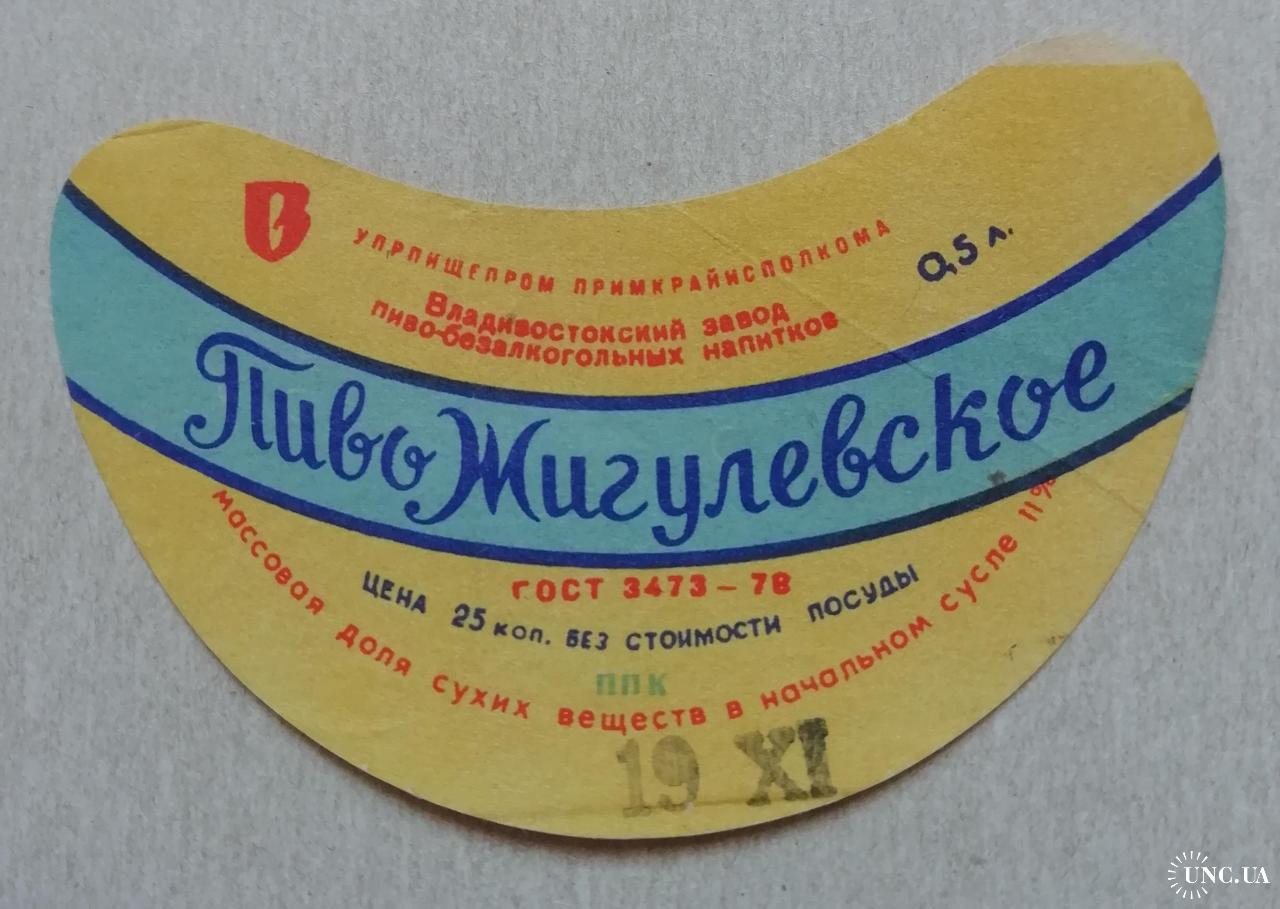 В
УПРПИЩЕПРОМ ПРИМКРАЙИСПОЛКОМА
Владивостокский завод
пиво-безалкогольных напитков
0,5 л.
Пиво Жигулевское
ГОСТ 3473-78
ЦЕНА 25 коп. БЕЗ СТОИМОСТИ ПОСУДЫ
массовая доля сухих веществ в начальном сусле 11%
ППК
19 XI
UNC.UA